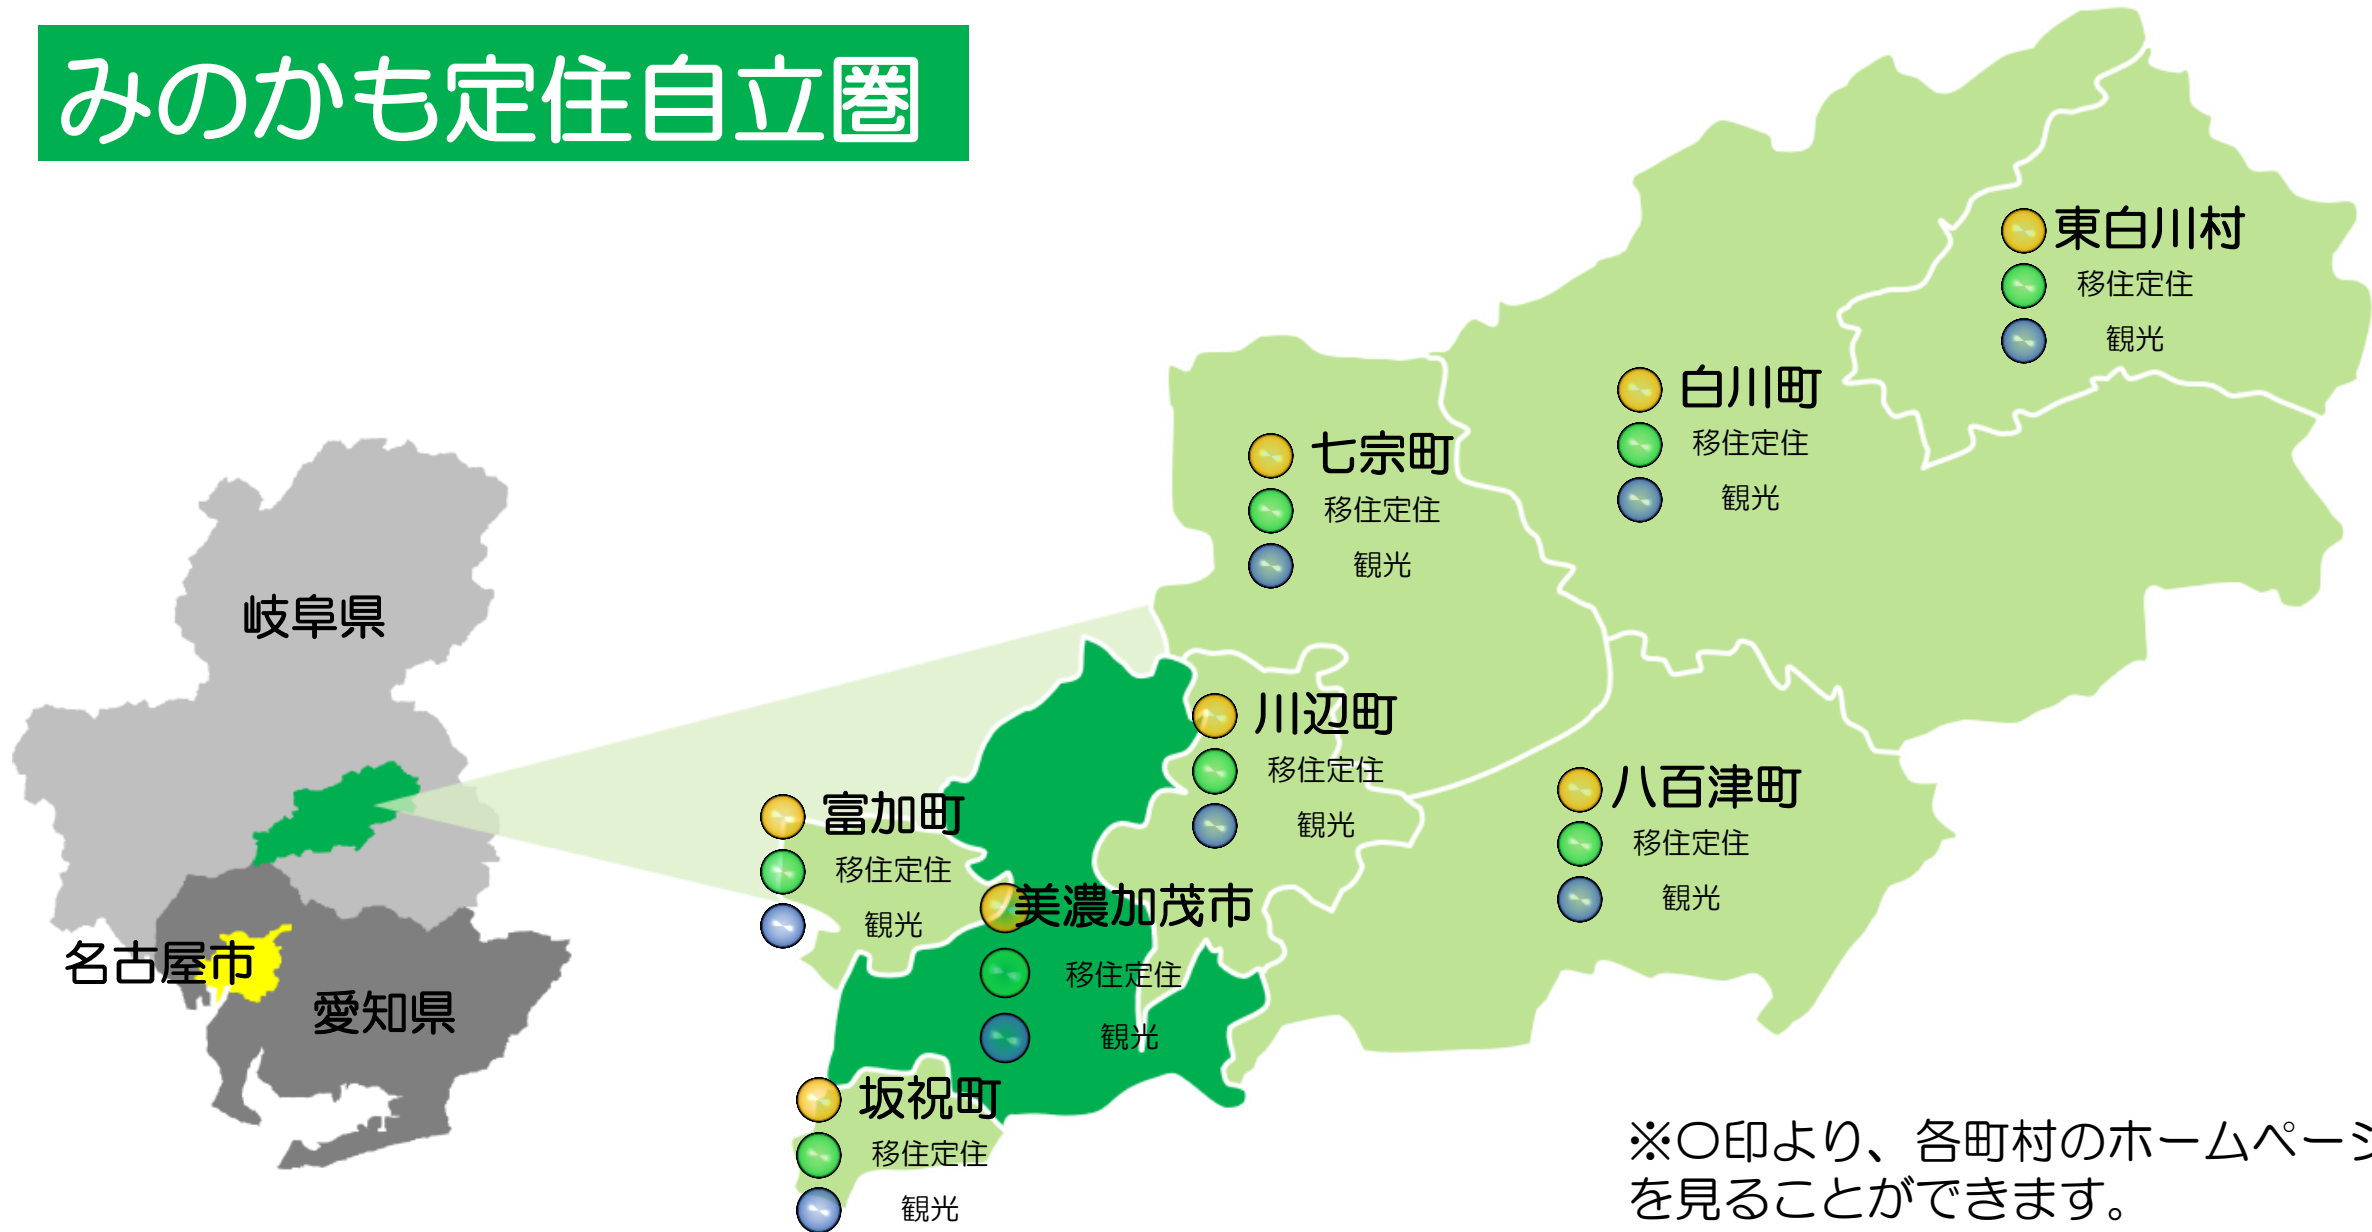 みのかも定住自立圏
東白川村
移住定住
観光
白川町
移住定住
観光
七宗町
移住定住
観光
岐阜県
川辺町
移住定住
観光
八百津町
移住定住
観光
富加町
移住定住
観光
美濃加茂市
移住定住
観光
名古屋市
愛知県
坂祝町
移住定住
観光
※〇印より、各町村のホームページ
を見ることができます。